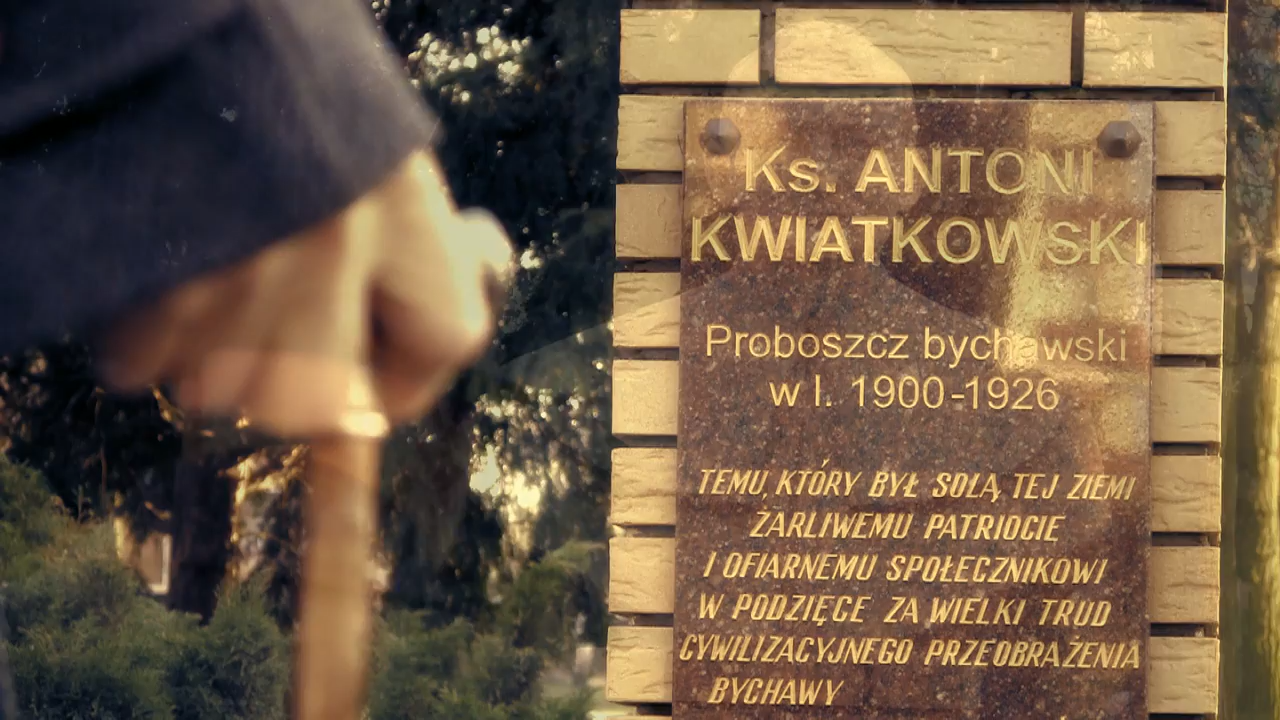 Ks. ANTONI
KWIATKOWSKI
Proboszcz bychawski
w l. 1900-1926
TEMU, KTÓRY BYŁ SOLĄ TEJ ZIEMI
ŻARLIWEMU PATRIOCIE
I OFIARNEMU SPOŁECZNIKOWI
W PODZIĘCE ZA WIELKI TRUD
CYWILIZACYJNEGO PRZEOBRAŻENIA
BYCHAWY